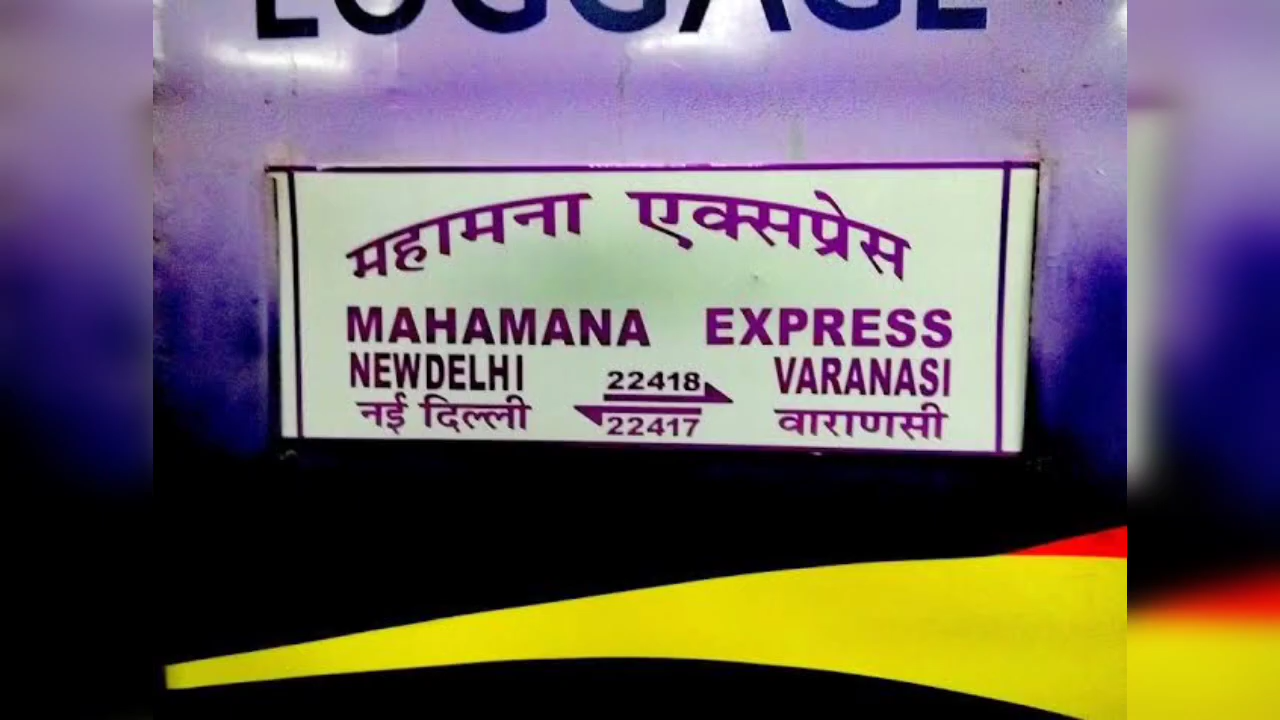 LUGGAGE
महामना एक्सप्रेस
MAHAMANA EXPRESS
NEWDELHI 22418 VARANASI
नई दिल्ली 22417 वाराणसी